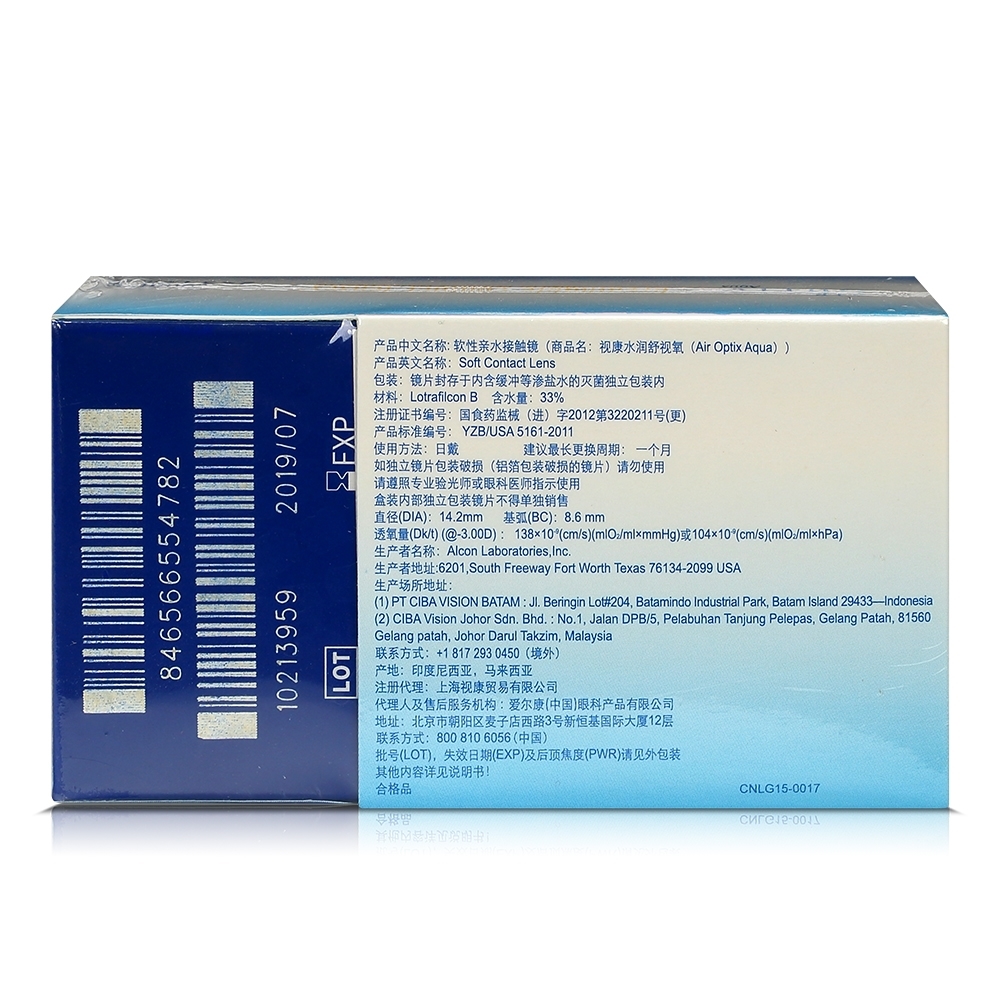 产品中文名称: 软性亲水接触镜（商品名：视康水润舒视氧（Air Optix Aqua））
产品英文名称：Soft Contact Lens
包装：镜片封存于内含缓冲等渗盐水的灭菌独立包装内
材料：Lotrafilcon B 含水量：33%
注册证书编号：国食药监械（进）字2012第3220211号(更)
产品标准编号： YZB/USA 5161-2011
使用方法：日戴 建议最长更换周期：一个月
如独立镜片包装破损（铝箔包装破损的镜片）请勿使用
请遵照专业验光师或眼科医师指示使用
盒装内部独立包装镜片不得单独销售
直径(DIA)：14.2mm 基弧(BC)：8.6 mm
透氧量(Dk/t) (@-3.00D)：138×10⁻⁹(cm/s)(mlO₂/ml×mmHg)或104×10⁻⁹(cm/s)(mlO₂/ml×hPa)
生产者名称：Alcon Laboratories,Inc.
生产者地址:6201,South Freeway Fort Worth Texas 76134-2099 USA
生产场所地址:
(1) PT CIBA VISION BATAM : Jl. Beringin Lot#204, Batamindo Industrial Park, Batam Island 29433—Indonesia
(2) CIBA Vision Johor Sdn. Bhd. : No.1, Jalan DPB/5, Pelabuhan Tanjung Pelepas, Gelang Patah, 81560
Gelang patah, Johor Darul Takzim, Malaysia
联系方式：+1 817 293 0450（境外）
产地：印度尼西亚，马来西亚
注册代理：上海视康贸易有限公司
代理人及售后服务机构：爱尔康(中国)眼科产品有限公司
地址：北京市朝阳区麦子店西路3号新恒基国际大厦12层
联系方式：800 810 6056（中国）
批号(LOT)，失效日期(EXP)及后顶焦度(PWR)请见外包装
其他内容详见说明书！
合格品 CNLG15-0017
84656655478​2
LOT 10213959
EXP 2019/07